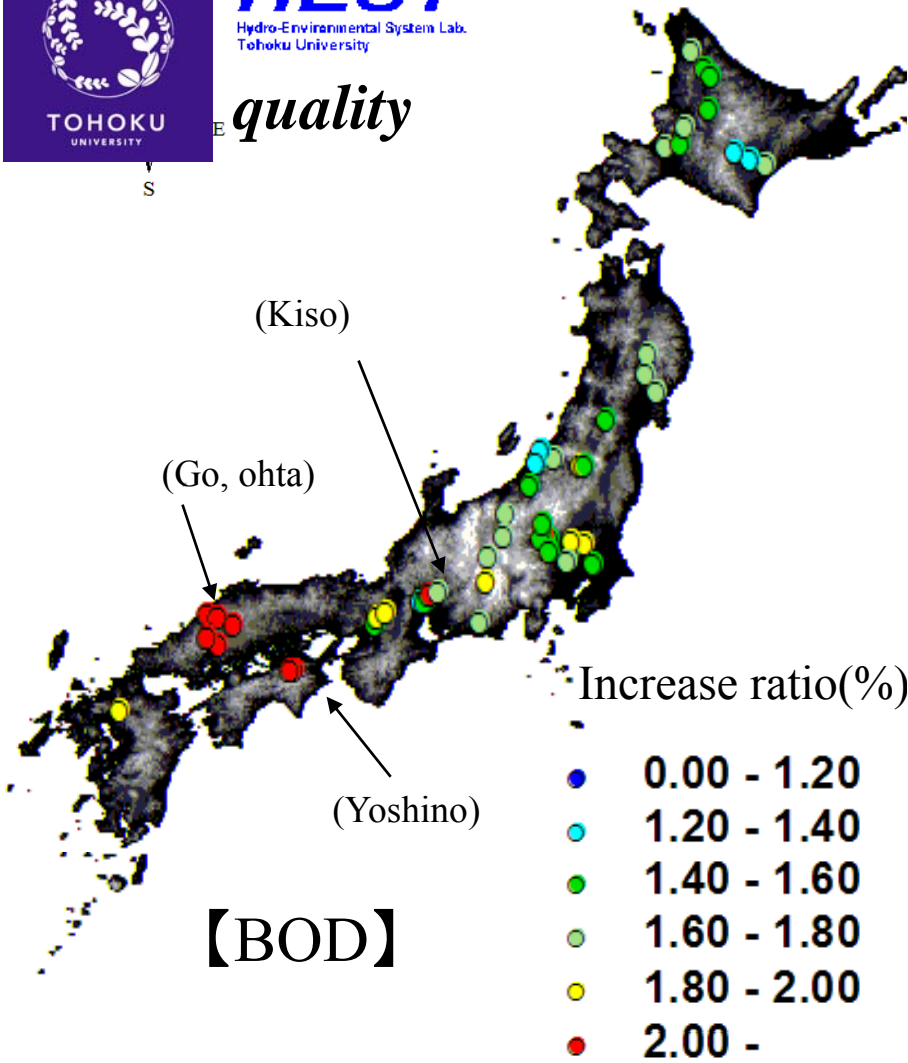 Hydro-Environmental System Lab.
Tohoku University
TOHOKU
UNIVERSITY
E
quality
S
(Kiso)
(Go, ohta)
(Yoshino)
Increase ratio(%)
0.00 - 1.20
1.20 - 1.40
1.40 - 1.60
1.60 - 1.80
1.80 - 2.00
2.00 -
【BOD】